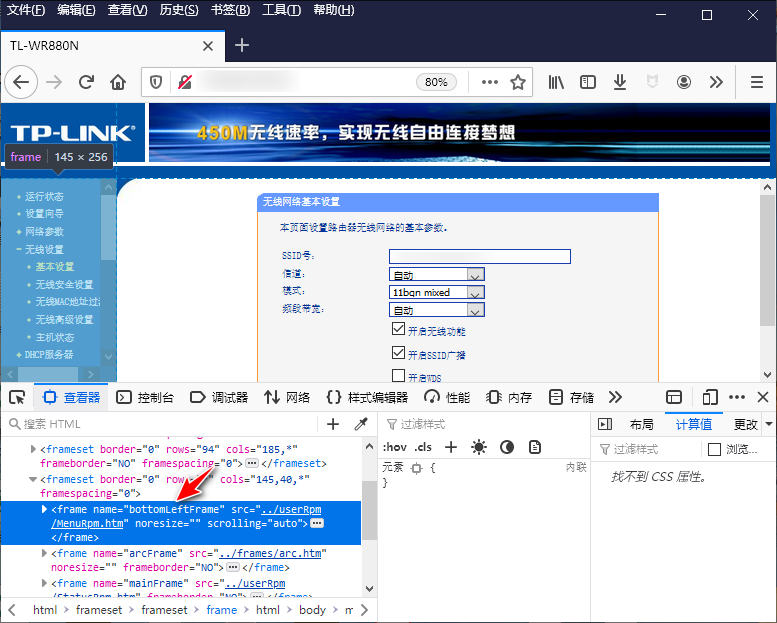 文件(F) 编辑(E) 查看(V) 历史(S) 书签(B) 工具(T) 帮助(H)
TL-WR880N
80%
TP-LINK®
450M无线速率，实现无线自由连接梦想
frame 145 × 256
运行状态
设置向导
网络参数
无线设置
基本设置
无线安全设置
无线MAC地址过
无线高级设置
主机状态
DHCP服务器
无线网络基本设置
本页面设置路由器无线网络的基本参数。
SSID号：
信道： 自动
模式： 11bgn mixed
频段带宽： 自动
开启无线功能
开启SSID广播
开启WDS
查看器 控制台 调试器 网络 样式编辑器 性能 内存 存储
搜索 HTML
过滤样式
布局 计算值 更改
:hov .cls
过滤样式 浏览...
元素 { 内联
}
找不到 CSS 属性。
<frameset border="0" rows="94" cols="185,*"
frameborder="NO" framespacing="0"> </frameset>
cols="145,40,*"
framespacing="0">
<frame name="bottomLeftFrame" src="../userRpm
/MenuRpm.htm" noresize="" scrolling="auto">
</frame>
<frame name="arcFrame" src="../frames/arc.htm"
noresize="" frameborder="NO"> </frame>
<frame name="mainFrame" src="../userRpm
/StatusRpm.htm" frameborder="NO"> </frame>
html frameset frameset frame html body m